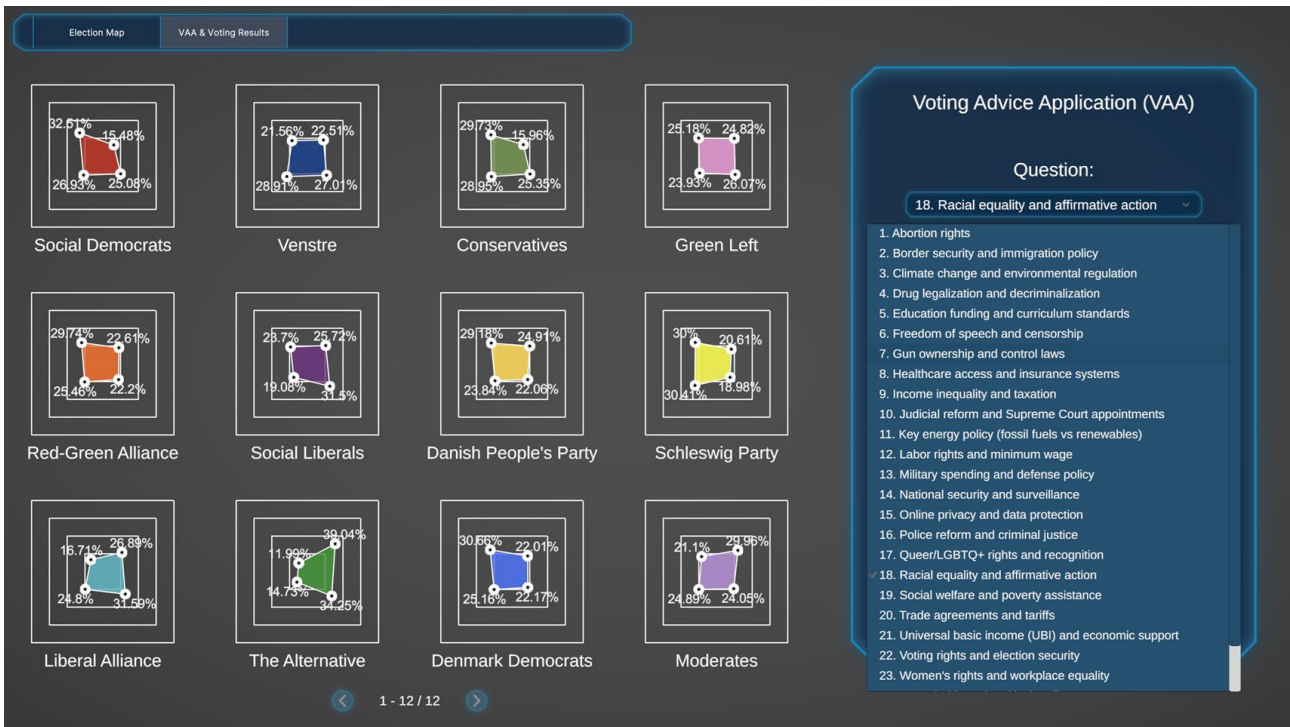 Election Map
VAA & Voting Results
32.51%
15.48%
26.93%
25.08%
Social Democrats
21.56%
22.51%
28.91%
27.01%
Venstre
29.73%
15.96%
28.95%
25.35%
Conservatives
25.18%
24.82%
23.93%
26.07%
Green Left
29.74%
22.61%
25.46%
22.2%
Red-Green Alliance
23.7%
25.72%
19.08%
31.5%
Social Liberals
29.18%
24.91%
23.84%
22.06%
Danish People's Party
30%
20.61%
30.41%
18.98%
Schleswig Party
16.71%
26.89%
24.8%
31.59%
Liberal Alliance
11.99%
39.04%
14.73%
34.25%
The Alternative
30.66%
22.01%
25.16%
22.17%
Denmark Democrats
21.1%
29.96%
24.89%
24.05%
Moderates
1 - 12 / 12
Voting Advice Application (VAA)
Question:
18. Racial equality and affirmative action
1. Abortion rights
2. Border security and immigration policy
3. Climate change and environmental regulation
4. Drug legalization and decriminalization
5. Education funding and curriculum standards
6. Freedom of speech and censorship
7. Gun ownership and control laws
8. Healthcare access and insurance systems
9. Income inequality and taxation
10. Judicial reform and Supreme Court appointments
11. Key energy policy (fossil fuels vs renewables)
12. Labor rights and minimum wage
13. Military spending and defense policy
14. National security and surveillance
15. Online privacy and data protection
16. Police reform and criminal justice
17. Queer/LGBTQ+ rights and recognition
18. Racial equality and affirmative action
19. Social welfare and poverty assistance
20. Trade agreements and tariffs
21. Universal basic income (UBI) and economic support
22. Voting rights and election security
23. Women's rights and workplace equality